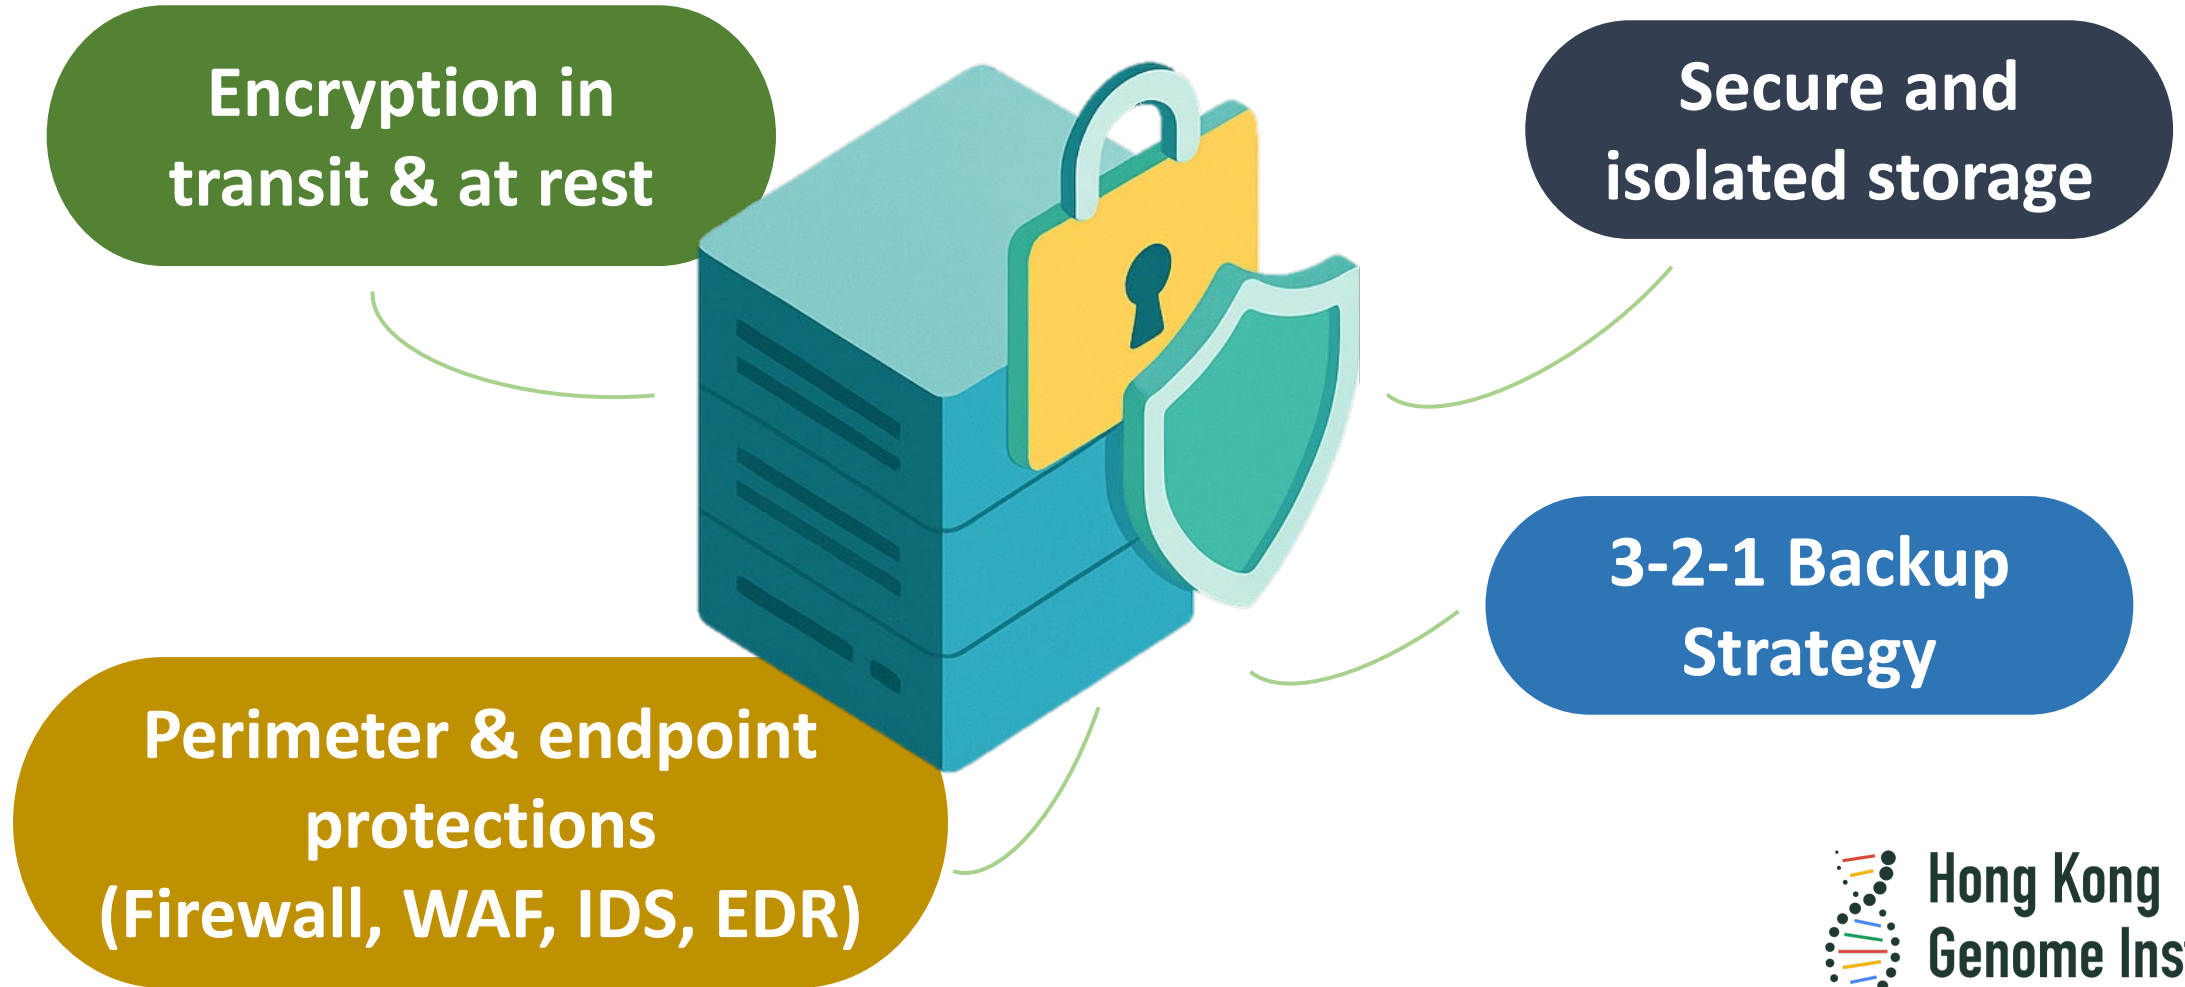 Encryption in
transit & at rest
Secure and
isolated storage
3-2-1 Backup
Strategy
Perimeter & endpoint
protections
(Firewall, WAF, IDS, EDR)
Hong Kong
Genome